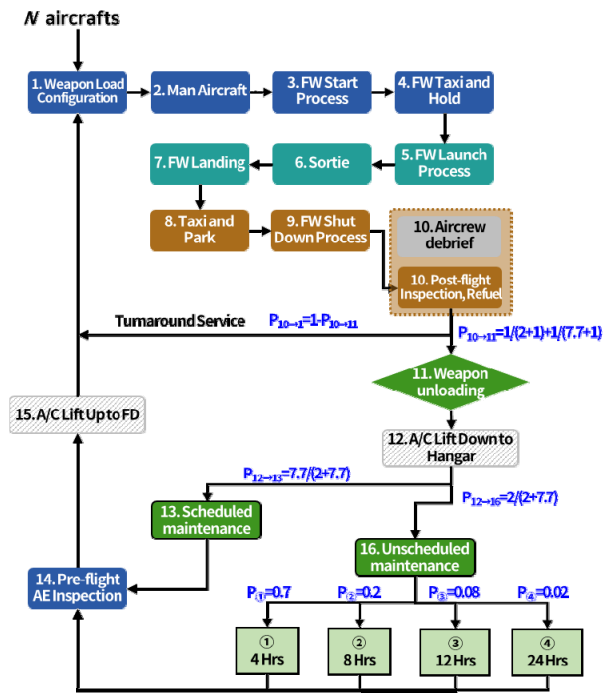 N aircrafts
1. Weapon Load
Configuration
2. Man Aircraft
3. FW Start
Process
4. FW Taxi and
Hold
7. FW Landing
6. Sortie
5. FW Launch
Process
8. Taxi and
Park
9. FW Shut
Down Process
10. Aircrew
debrief
10. Post-flight
Inspection, Refuel
Turnaround Service
P10→1=1-P10→11
P10→11=1/(2+1)+1/(7.7+1)
11. Weapon
unloading
15. A/C Lift Up to FD
12. A/C Lift Down to
Hangar
P12→13=7.7/(2+7.7)
P12→16=2/(2+7.7)
13. Scheduled
maintenance
16. Unscheduled
maintenance
14. Pre-flight
AE Inspection
P①=0.7
P②=0.2
P③=0.08
P④=0.02
①
4 Hrs
②
8 Hrs
③
12 Hrs
④
24 Hrs